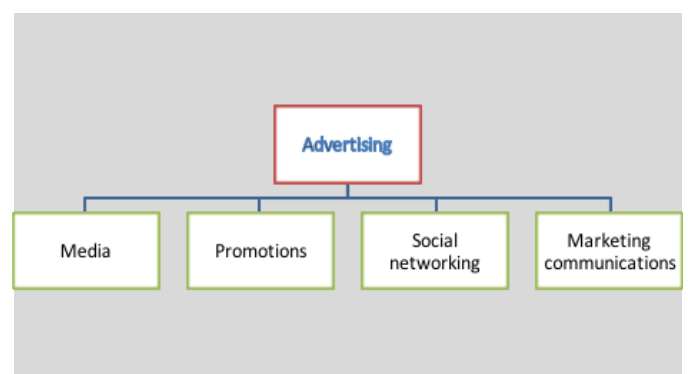 Advertising
Media
Promotions
Social
networking
Marketing
communications